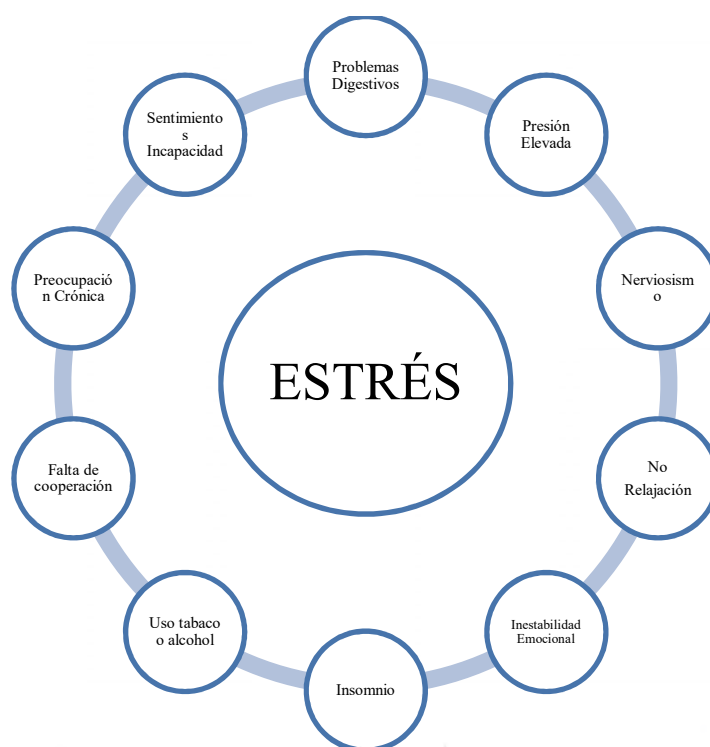 Problemas
Digestivos
Presión
Elevada
Nerviosism
o
No
Relajación
Inestabilidad
Emocional
Insomnio
Uso tabaco
o alcohol
Falta de
cooperación
Preocupació
n Crónica
Sentimiento
s
Incapacidad
ESTRÉS